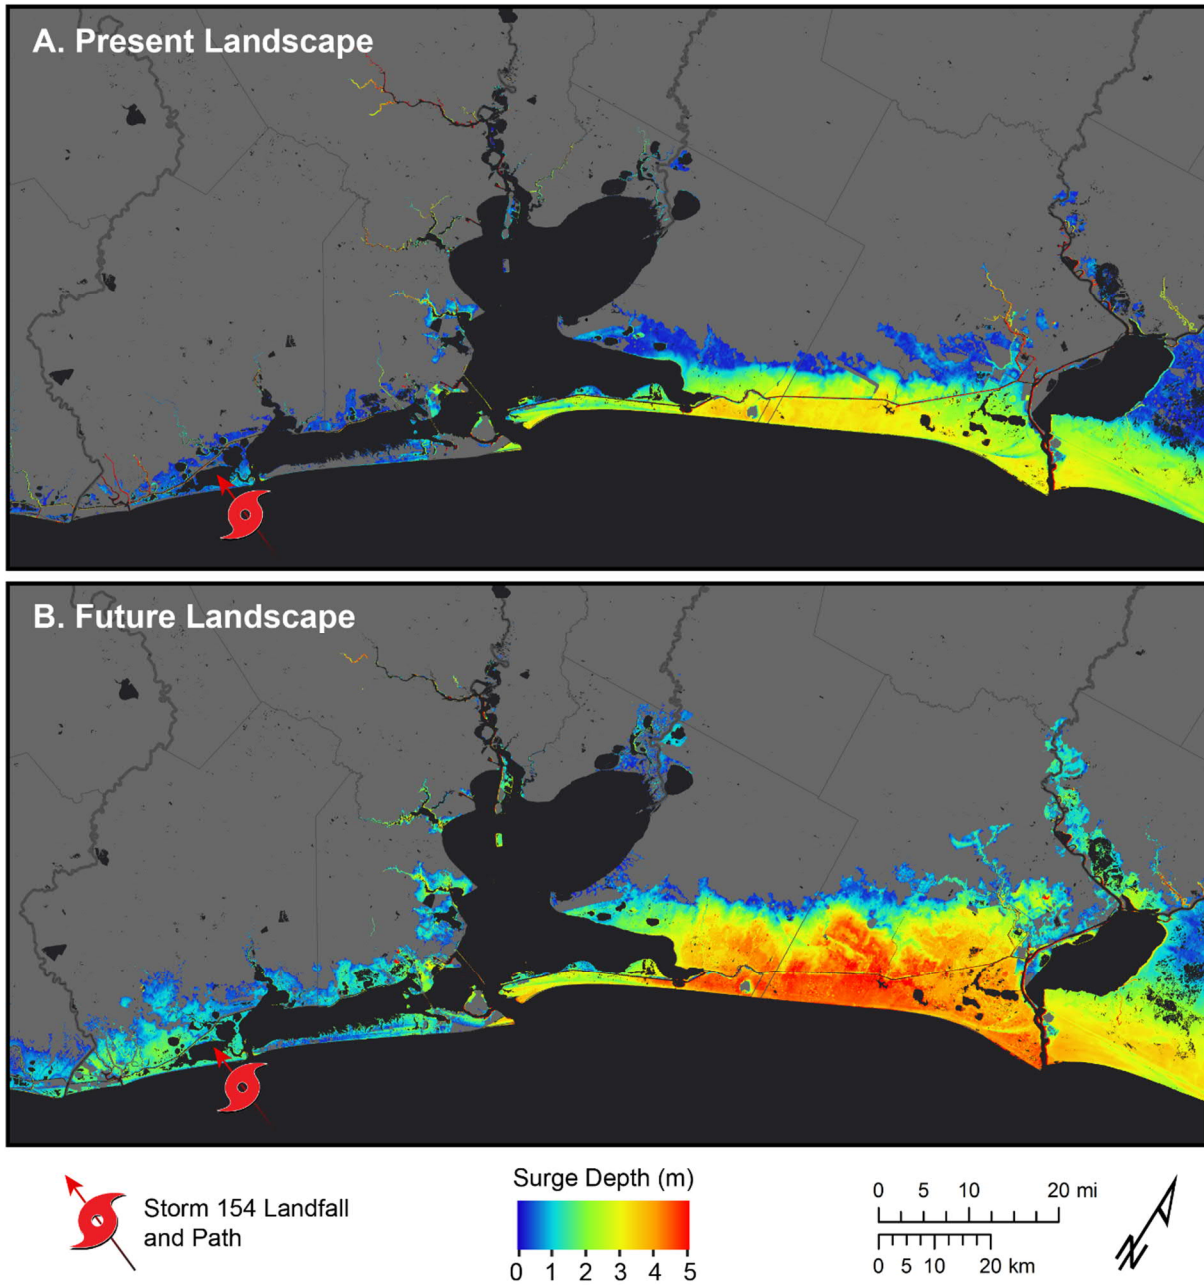 A. Present Landscape
B. Future Landscape
Storm 154 Landfall
and Path
Surge Depth (m)
0 1 2 3 4 5
0 5 10 20 mi
0 5 10 20 km
N